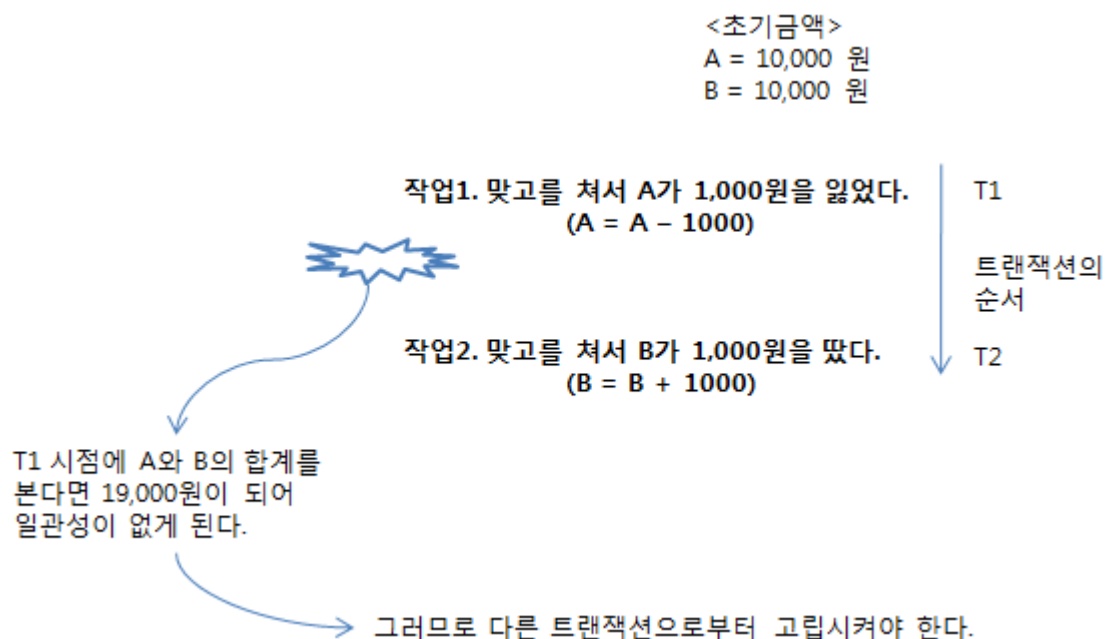 <초기금액>
A = 10,000 원
B = 10,000 원
작업1. 맞고를 쳐서 A가 1,000원을 잃었다.
(A = A – 1000)
T1
트랜잭션의
순서
작업2. 맞고를 쳐서 B가 1,000원을 땄다.
(B = B + 1000)
T2
T1 시점에 A와 B의 합계를
본다면 19,000원이 되어
일관성이 없게 된다.
그러므로 다른 트랜잭션으로부터 고립시켜야 한다.